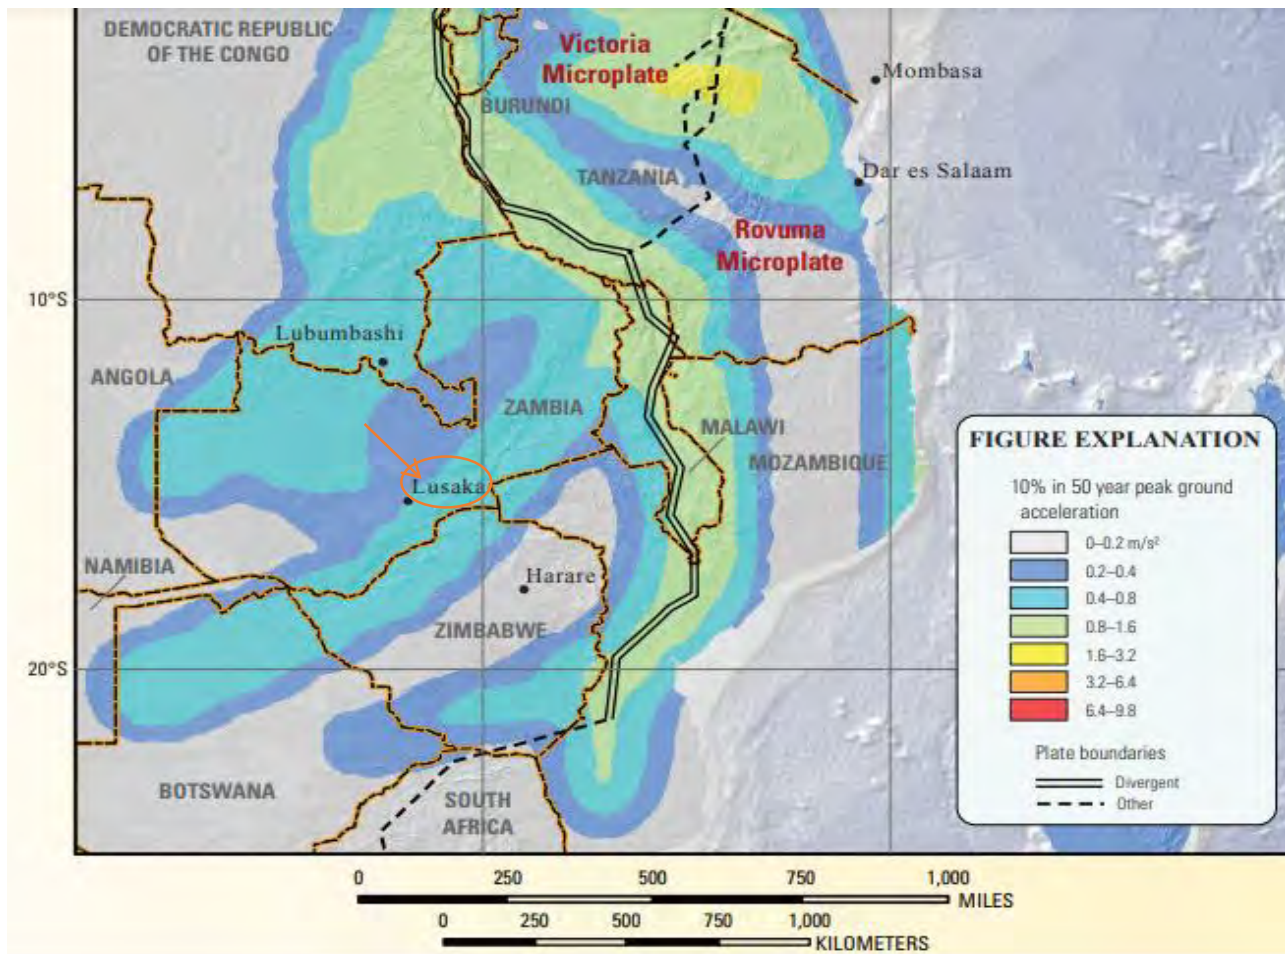 DEMOCRATIC REPUBLIC
OF THE CONGO
Victoria
Microplate
Mombasa
BURUNDI
TANZANIA
Dar es Salaam
Rovuma
Microplate
10°S
Lubumbashi
ANGOLA
ZAMBIA
MALAWI
MOZAMBIQUE
Lusaka
NAMIBIA
Harare
ZIMBABWE
20°S
BOTSWANA
SOUTH
AFRICA
FIGURE EXPLANATION
10% in 50 year peak ground
acceleration
0–0.2 m/s²
0.2–0.4
0.4–0.8
0.8–1.6
1.6–3.2
3.2–6.4
6.4–9.8
Plate boundaries
Divergent
Other
0 250 500 750 1,000
MILES
0 250 500 750 1,000
KILOMETERS